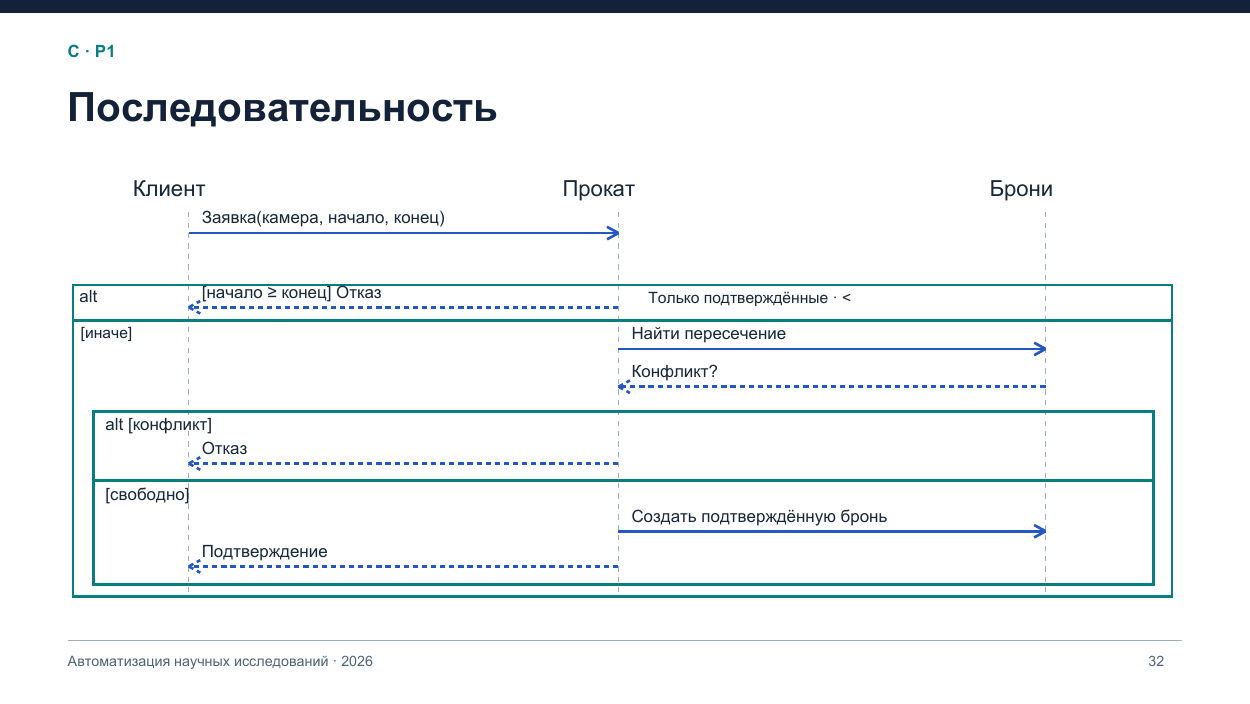 С · P1
Последовательность
Клиент Прокат Брони
Заявка(камера, начало, конец)
alt [начало ≥ конец] Отказ Только подтверждённые · <
[иначе] Найти пересечение
Конфликт?
alt [конфликт]
Отказ
[свободно]
Создать подтверждённую бронь
Подтверждение
Автоматизация научных исследований · 2026 32